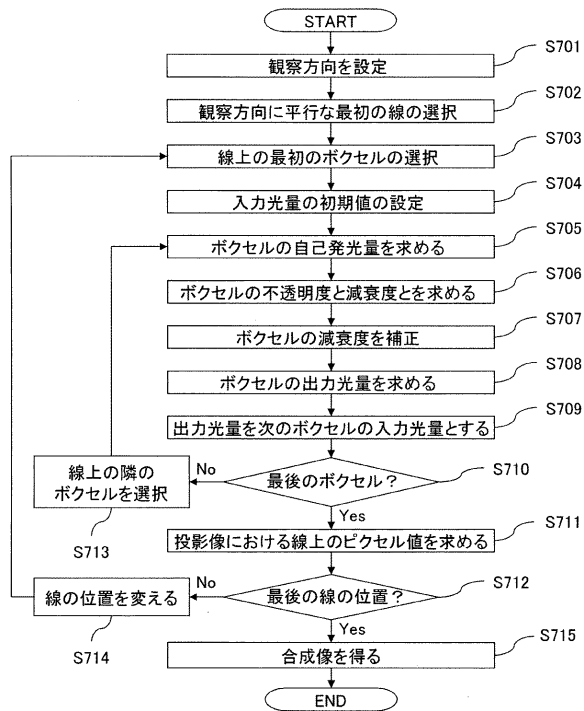 START
S701
観察方向を設定
S702
観察方向に平行な最初の線の選択
S703
線上の最初のボクセルの選択
S704
入力光量の初期値の設定
S705
ボクセルの自己発光量を求める
S706
ボクセルの不透明度と減衰度とを求める
S707
ボクセルの減衰度を補正
S708
ボクセルの出力光量を求める
S709
出力光量を次のボクセルの入力光量とする
S710
最後のボクセル?
No
線上の隣の
ボクセルを選択
S713
Yes
S711
投影像における線上のピクセル値を求める
S712
最後の線の位置?
No
線の位置を変える
S714
Yes
S715
合成像を得る
END